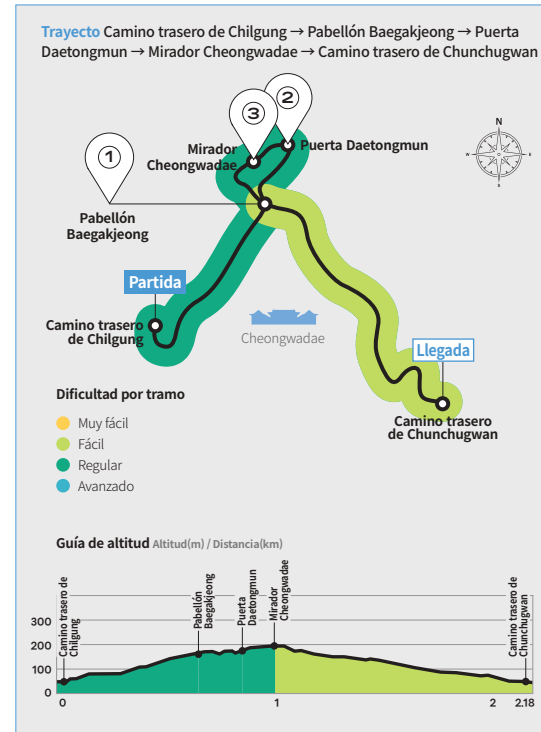 Trayecto Camino trasero de Chilgung → Pabellón Baegakjeong → Puerta
Daetongmun → Mirador Cheongwadae → Camino trasero de Chunchugwan
3
2
1
N
W
E
S
Mirador
Cheongwadae
Puerta Daetongmun
Pabellón
Baegakjeong
Partida
Camino trasero
de Chilgung
Cheongwadae
Llegada
Camino trasero
de Chunchugwan
Dificultad por tramo
Muy fácil
Fácil
Regular
Avanzado
Guía de altitud Altitud(m) / Distancia(km)
Camino trasero de
Chilgung
Pabellón
Baegakjeong
Puerta
Daetongmun
Mirador
Cheongwadae
Camino trasero de
Chunchugwan
300
200
100
0
0
1
2
2.18